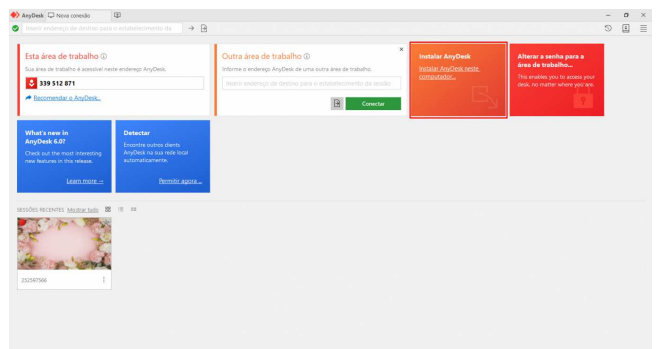 AnyDesk Nova conexão
Inserir endereço de destino para o estabelecimento da
Esta área de trabalho
Sua área de trabalho é acessível neste endereço AnyDesk.
339 512 871
Recomendar o AnyDesk...
Outra área de trabalho
Informe o endereço AnyDesk de uma outra área de trabalho.
Inserir endereço de destino para o estabelecimento da sessão
Conectar
Instalar AnyDesk
Instalar AnyDesk neste
computador...
Alterar a senha para a
área de trabalho...
This enables you to access your
desk, no matter where you are.
What's new in
AnyDesk 6.0?
Check out the most interesting
new features in this release.
Learn more →
Detectar
Encontre outros clients
AnyDesk na sua rede local
automaticamente.
Permitir agora ...
SESSÕES RECENTES Mostrar tudo
252567566